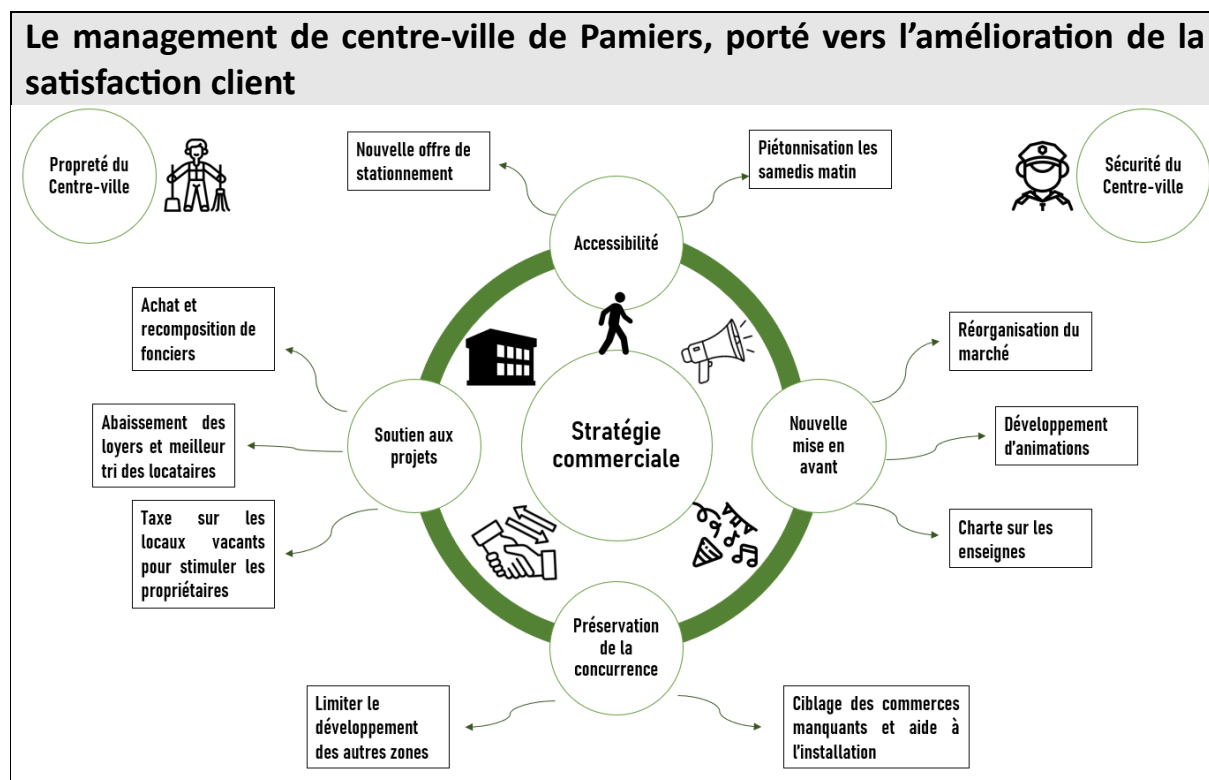 Le management de centre-ville de Pamiers, porté vers l’amélioration de la
satisfaction client
Propreté du
Centre-ville
Nouvelle offre de
stationnement
Piétonnisation les
samedis matin
Sécurité du
Centre-ville
Accessibilité
Achat et
recomposition de
fonciers
Réorganisation du
marché
Abaissement des
loyers et meilleur
tri des locataires
Soutien aux
projets
Stratégie
commerciale
Nouvelle
mise en
avant
Développement
d’animations
Taxe sur les
locaux vacants
pour stimuler les
propriétaires
Charte sur les
enseignes
Préservation
de la
concurrence
Limiter le
développement
des autres zones
Ciblage des commerces
manquants et aide à
l’installation